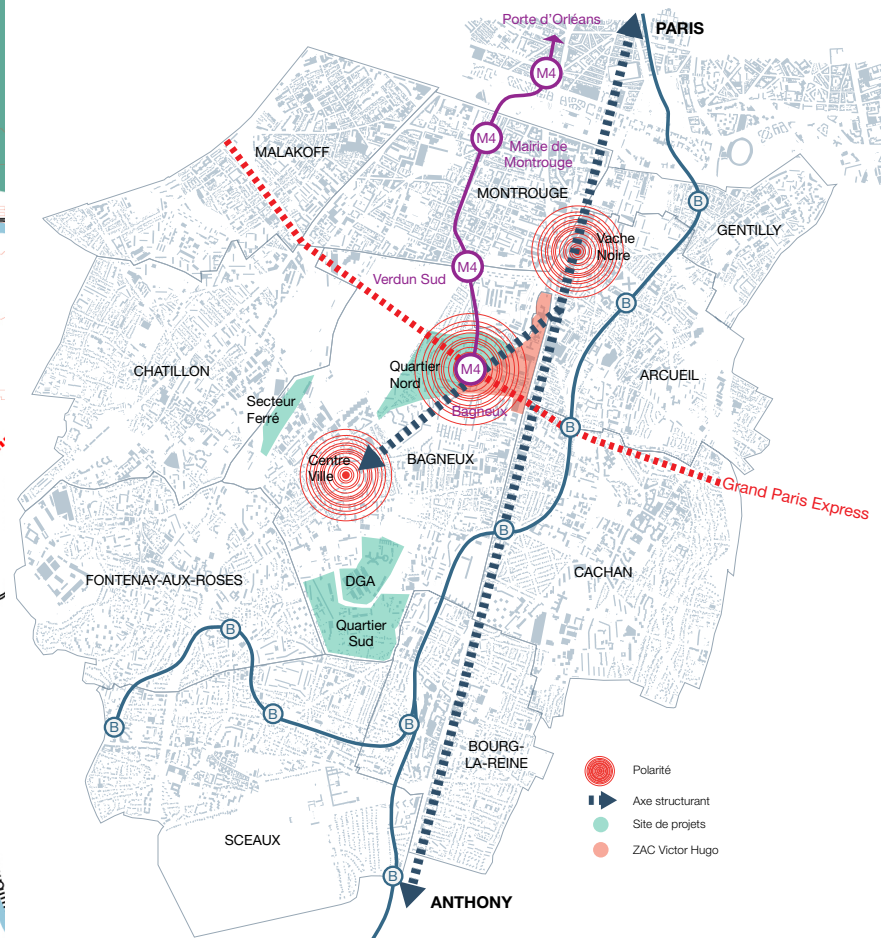 Porte d'Orléans
PARIS
M4
M4
Mairie de
Montrouge
MALAKOFF
MONTROUGE
B
GENTILLY
Vache
Noire
M4
Verdun Sud
B
CHATILLON
Quartier
Nord
M4
ARCUEIL
Secteur
Ferré
Bagneux
B
Centre
Ville
BAGNEUX
Grand Paris Express
B
FONTENAY-AUX-ROSES
DGA
CACHAN
Quartier
Sud
B
B
B
B
BOURG-
LA-REINE
Polarité
Axe structurant
Site de projets
ZAC Victor Hugo
SCEAUX
B
ANTHONY